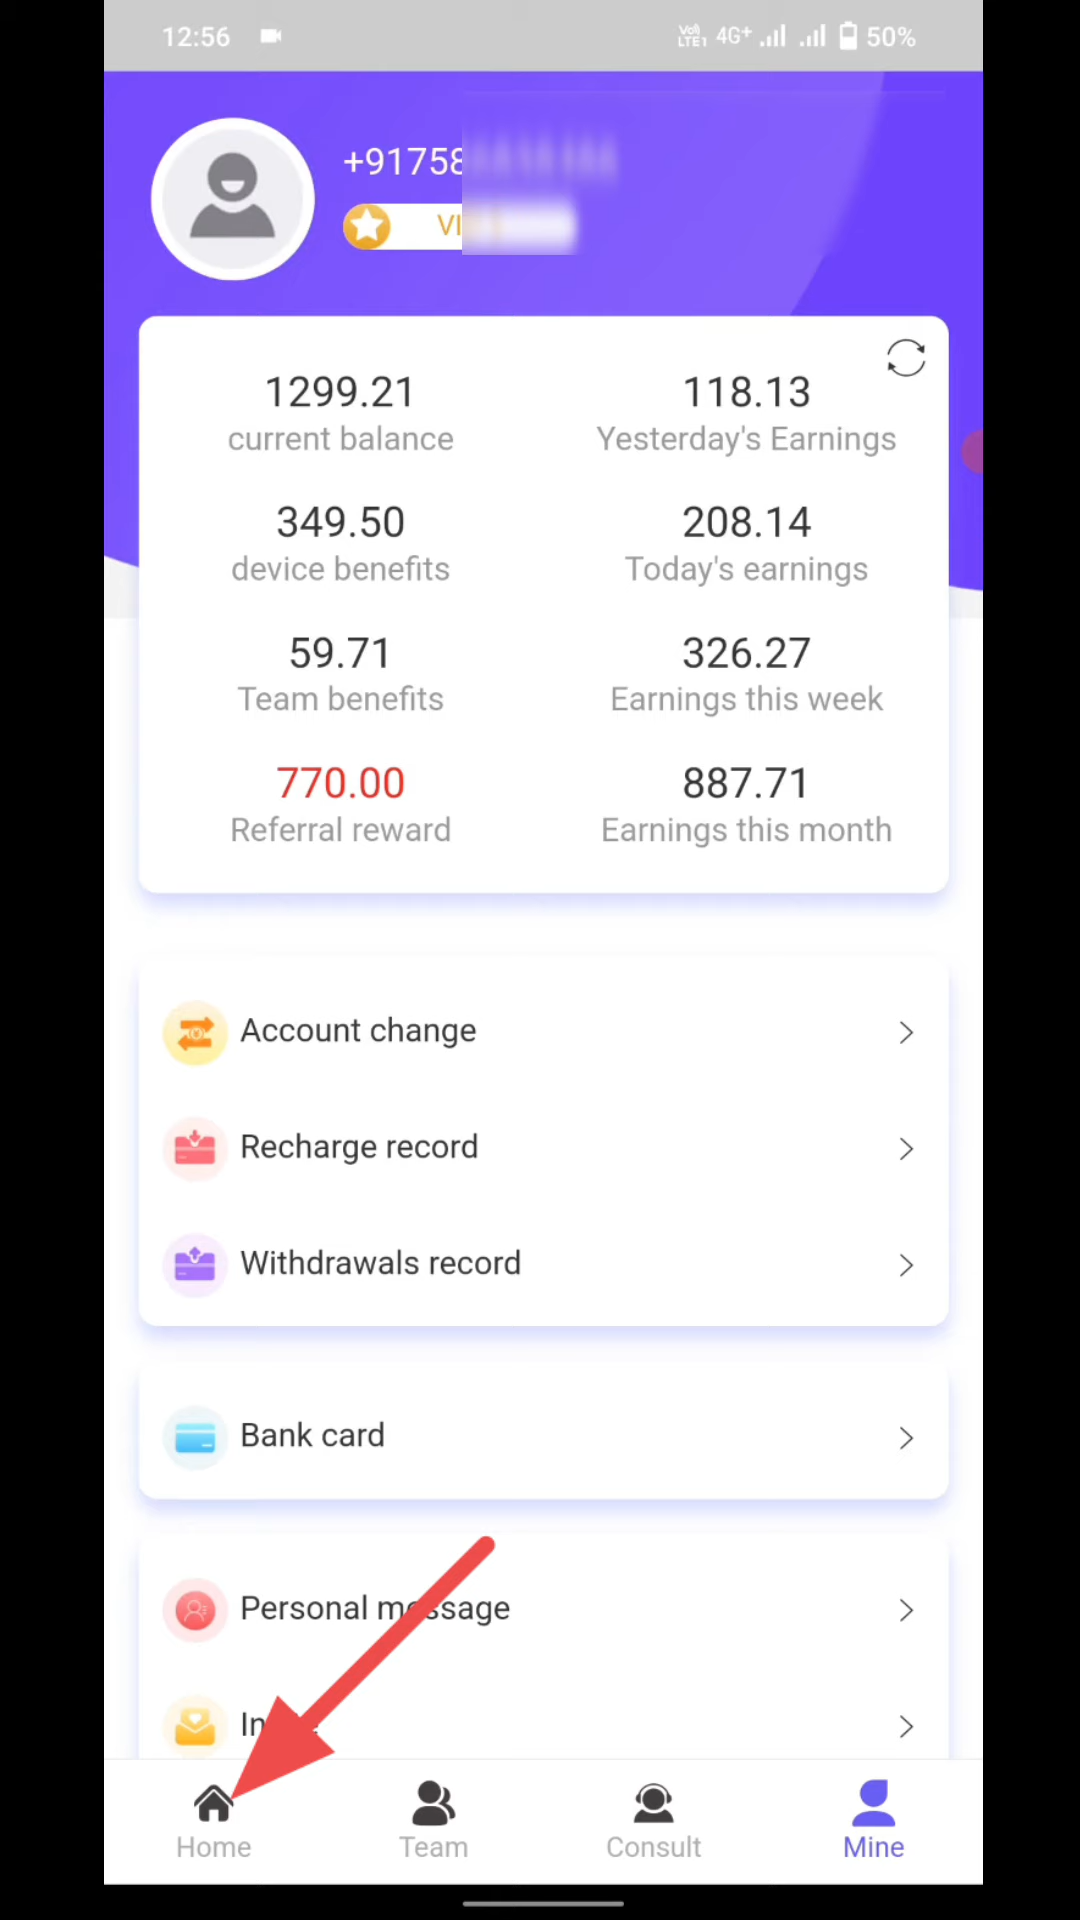 12:56 Vo) LTE1 4G+ 50%
+91758
1299.21 118.13
current balance Yesterday's Earnings
349.50 208.14
device benefits Today's earnings
59.71 326.27
Team benefits Earnings this week
770.00 887.71
Referral reward Earnings this month
Account change
Recharge record
Withdrawals record
Bank card
Personal message
Home Team Consult Mine